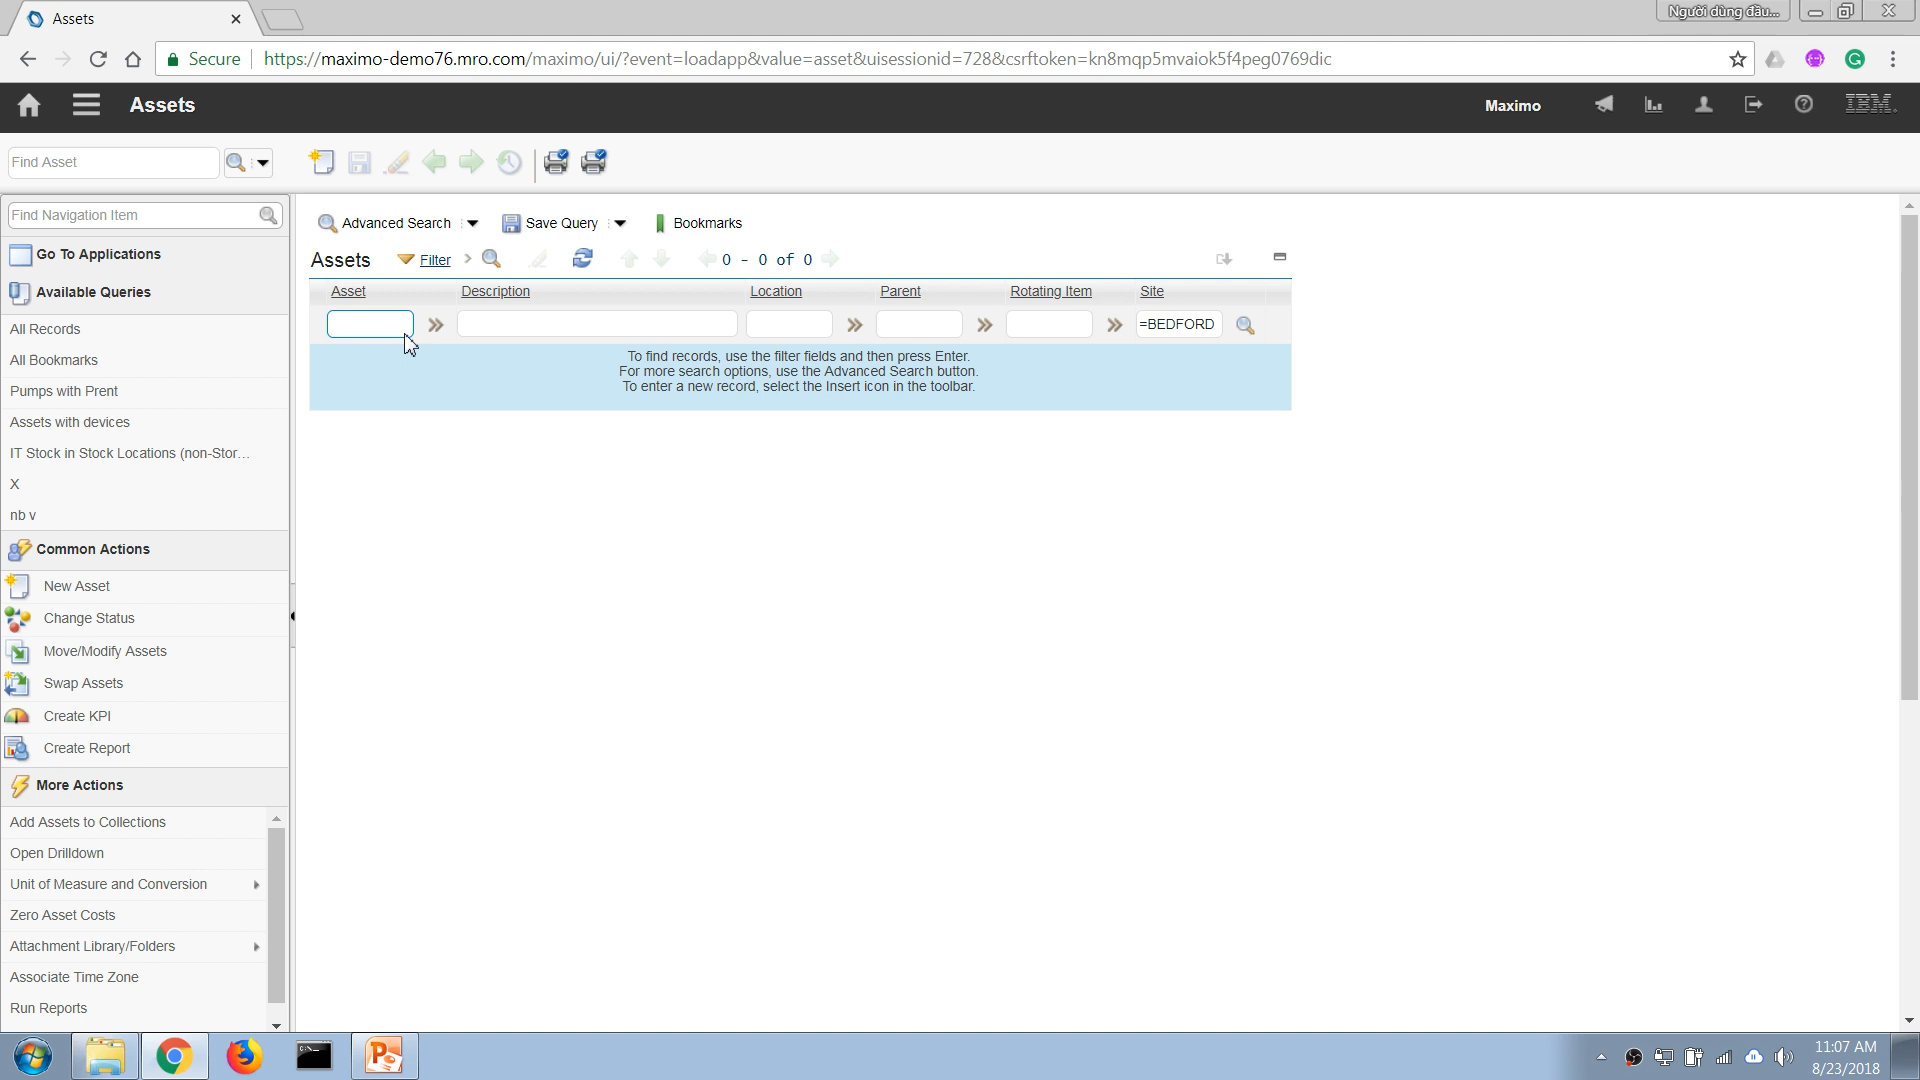 Assets
Người dùng đầu...
Secure
https://maximo-demo76.mro.com/maximo/ui/?event=loadapp&value=asset&uisessionid=728&csrftoken=kn8mqp5mvaiok5f4peg0769dic
Assets
Maximo
IBM.
Find Asset
Find Navigation Item
Go To Applications
Available Queries
All Records
All Bookmarks
Pumps with Prent
Assets with devices
IT Stock in Stock Locations (non-Stor...
X
nb v
Common Actions
New Asset
Change Status
Move/Modify Assets
Swap Assets
Create KPI
Create Report
More Actions
Add Assets to Collections
Open Drilldown
Unit of Measure and Conversion
Zero Asset Costs
Attachment Library/Folders
Associate Time Zone
Run Reports
Advanced Search
Save Query
Bookmarks
Assets
Filter
0 - 0 of 0
Asset
Description
Location
Parent
Rotating Item
Site
=BEDFORD
To find records, use the filter fields and then press Enter.
For more search options, use the Advanced Search button.
To enter a new record, select the Insert icon in the toolbar.
11:07 AM
8/23/2018